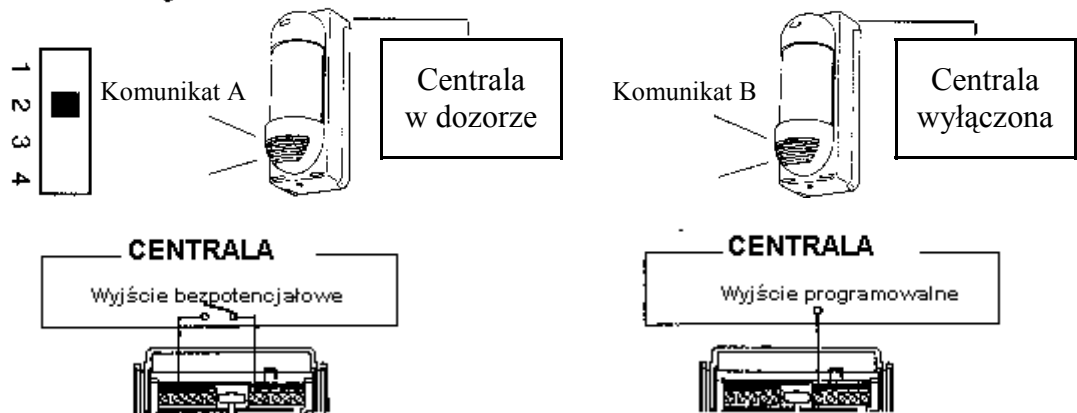 1
2
3
4
Komunikat A
Centrala
w dozorze
Komunikat B
Centrala
wyłączona
CENTRALA
Wyjście bezpotencjałowe
CENTRALA
Wyjście programowalne